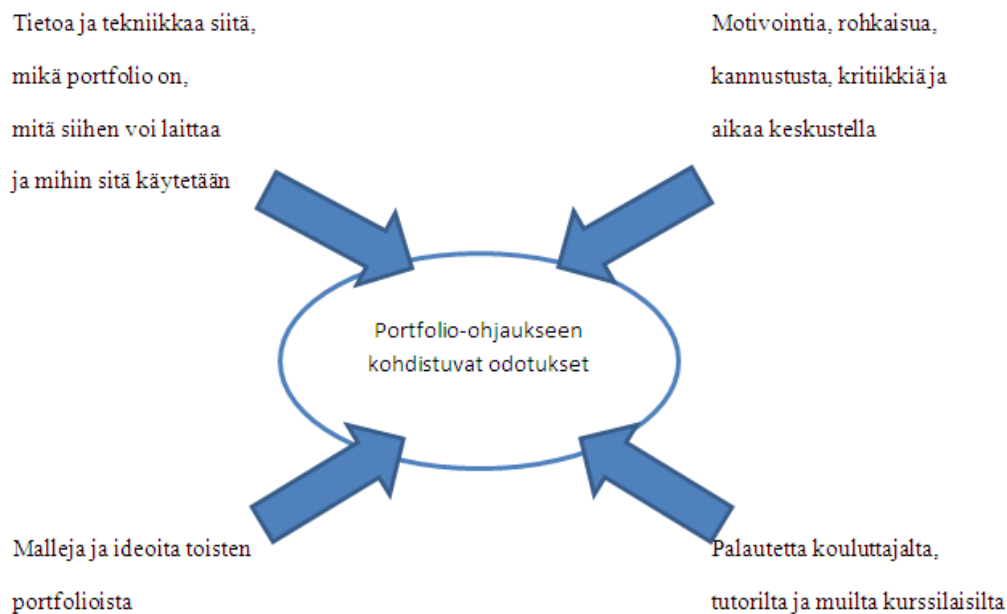 Tietoa ja tekniikkaa siitä,
mikä portfolio on,
mitä siihen voi laittaa
ja mihin sitä käytetään
Motivointia, rohkaisua,
kannustusta, kritiikkiä ja
aikaa keskustella
Portfolio-ohjaukseen
kohdistuvat odotukset
Malleja ja ideoita toisten
portfolioista
Palautetta kouluttajalta,
tutorilta ja muilta kurssilaisilta